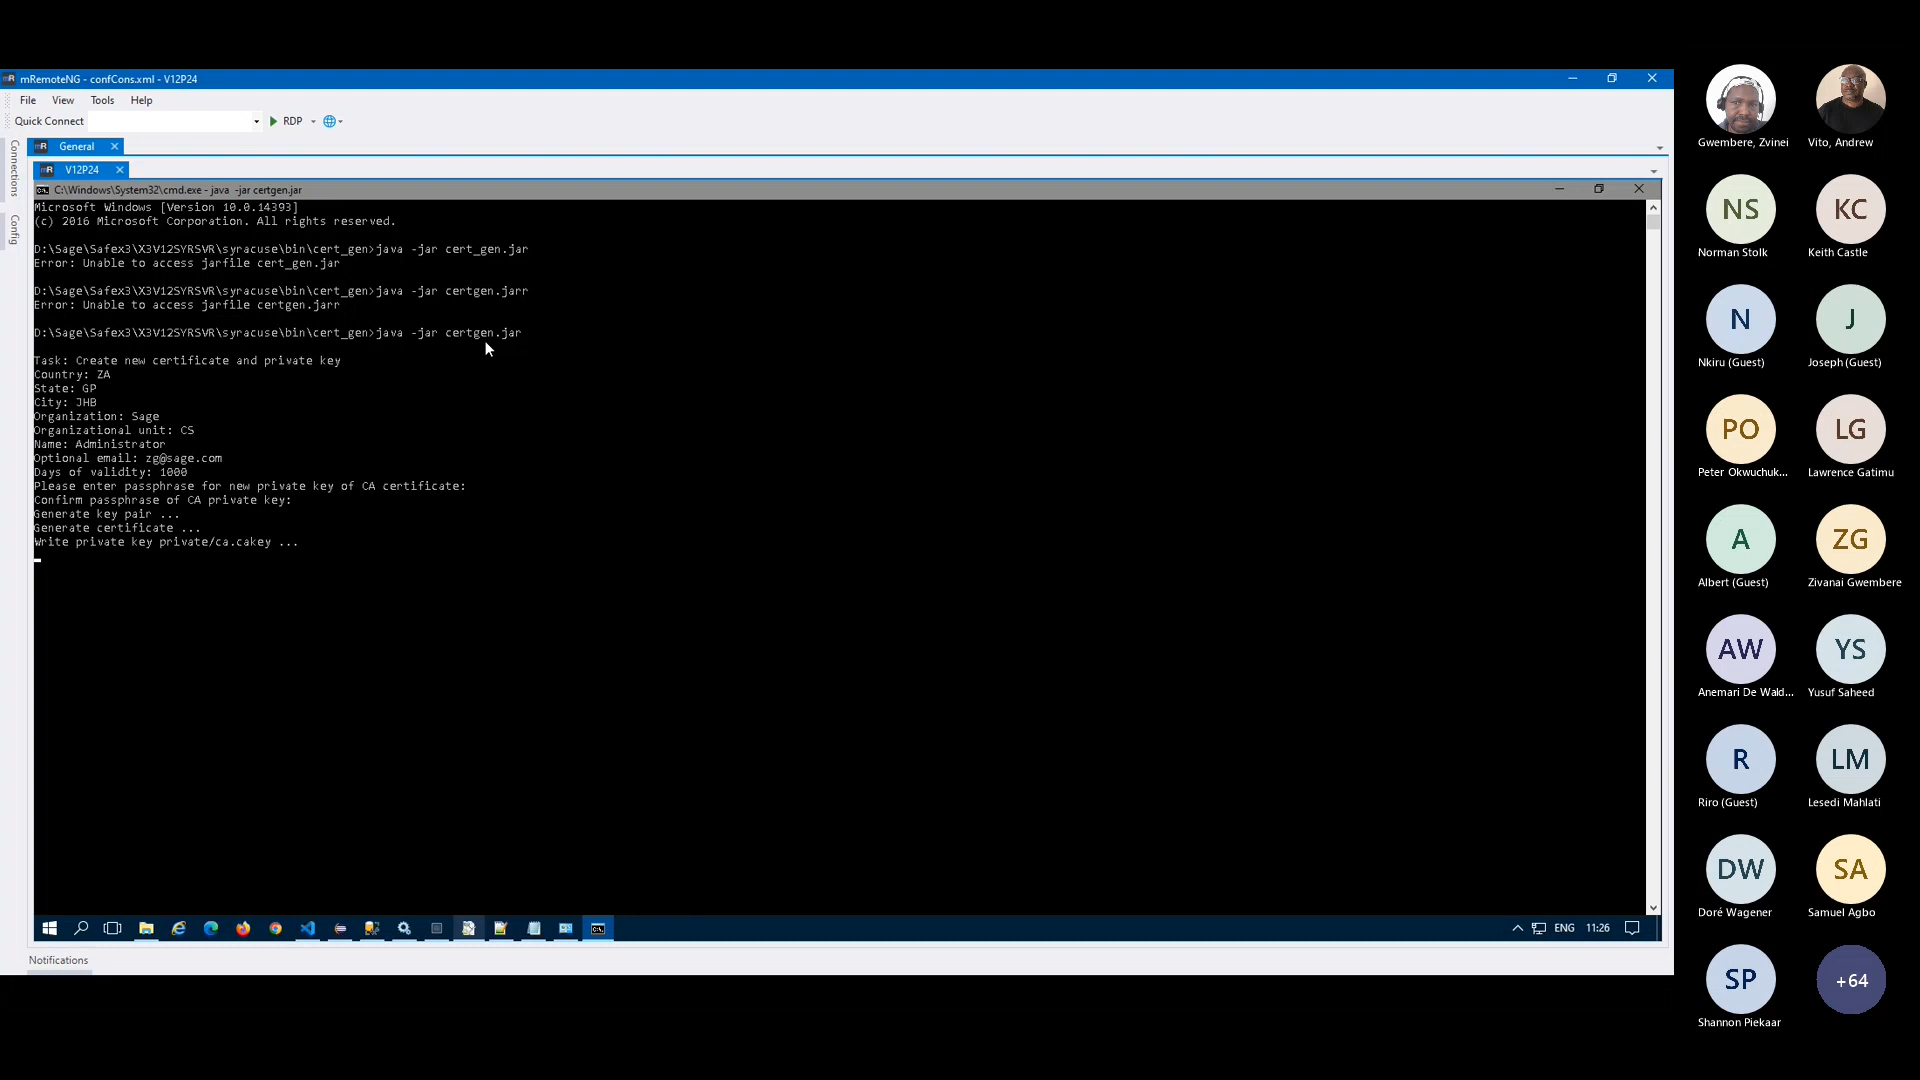 mRemoteNG - confCons.xml - V12P24
File View Tools Help
Quick Connect RDP
Connections
Config
General
V12P24
C:\Windows\System32\cmd.exe - java -jar certgen.jar
Microsoft Windows [Version 10.0.14393]
(c) 2016 Microsoft Corporation. All rights reserved.
D:\Sage\Safex3\X3V12SYRSVR\syracuse\bin\cert_gen>java -jar cert_gen.jar
Error: Unable to access jarfile cert_gen.jar
D:\Sage\Safex3\X3V12SYRSVR\syracuse\bin\cert_gen>java -jar certgen.jarr
Error: Unable to access jarfile certgen.jarr
D:\Sage\Safex3\X3V12SYRSVR\syracuse\bin\cert_gen>java -jar certgen.jar
Task: Create new certificate and private key
Country: ZA
State: GP
City: JHB
Organization: Sage
Organizational unit: CS
Name: Administrator
Optional email: zg@sage.com
Days of validity: 1000
Please enter passphrase for new private key of CA certificate:
Confirm passphrase of CA private key:
Generate key pair ...
Generate certificate ...
Write private key private/ca.cakey ...
ENG 11:26
Notifications
Gwembere, Zvinei
Vito, Andrew
NS
KC
Norman Stolk
Keith Castle
N
J
Nkiru (Guest)
Joseph (Guest)
PO
LG
Peter Okwuchuk...
Lawrence Gatimu
A
ZG
Albert (Guest)
Zivanai Gwembere
AW
YS
Anemari De Wald...
Yusuf Saheed
R
LM
Riro (Guest)
Lesedi Mahlati
DW
SA
Doré Wagener
Samuel Agbo
SP
+64
Shannon Piekaar